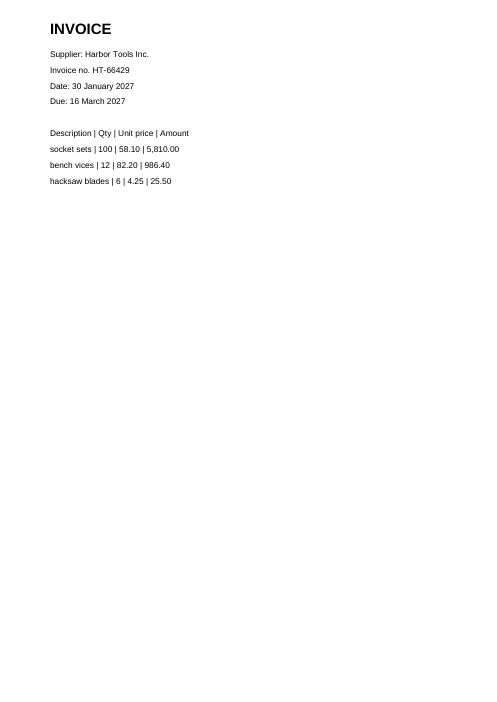 INVOICE
Supplier: Harbor Tools Inc.
Invoice no. HT-66429
Date: 30 January 2027
Due: 16 March 2027
Description | Qty | Unit price | Amount
socket sets | 100 | 58.10 | 5,810.00
bench vices | 12 | 82.20 | 986.40
hacksaw blades | 6 | 4.25 | 25.50